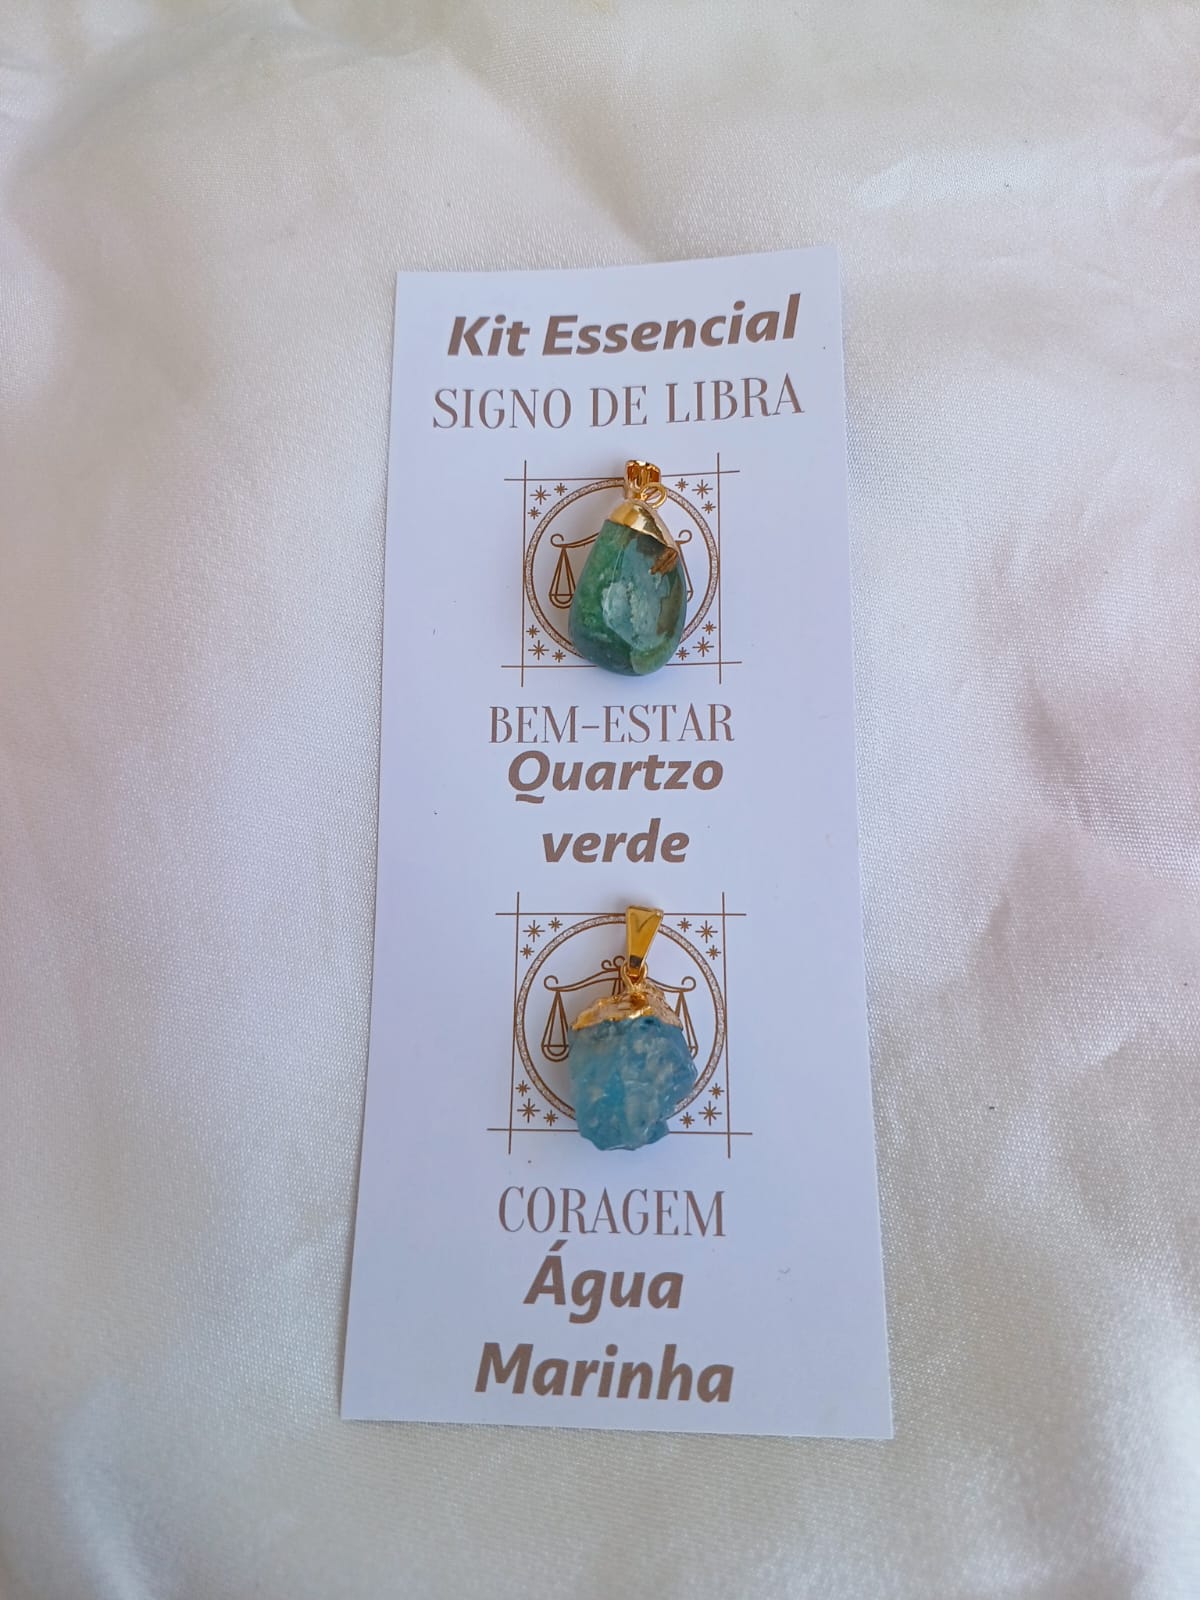 Kit Essencial
SIGNO DE LIBRA
BEM-ESTAR
Quartzo
verde
CORAGEM
Água
Marinha